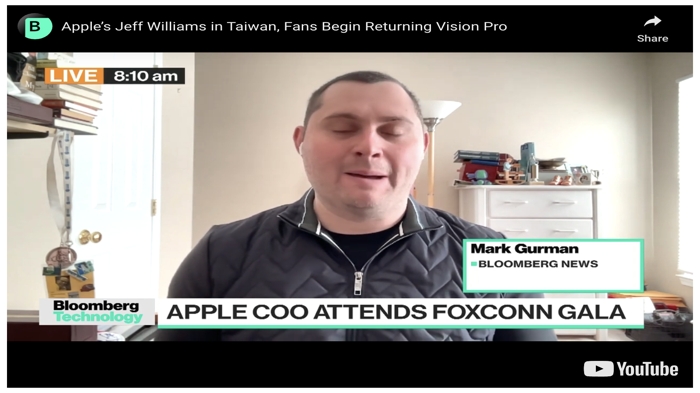 B
Apple's Jeff Williams in Taiwan, Fans Begin Returning Vision Pro
Share
LIVE 8:10 am
Mark Gurman
BLOOMBERG NEWS
Bloomberg
Technology
APPLE COO ATTENDS FOXCONN GALA
YouTube